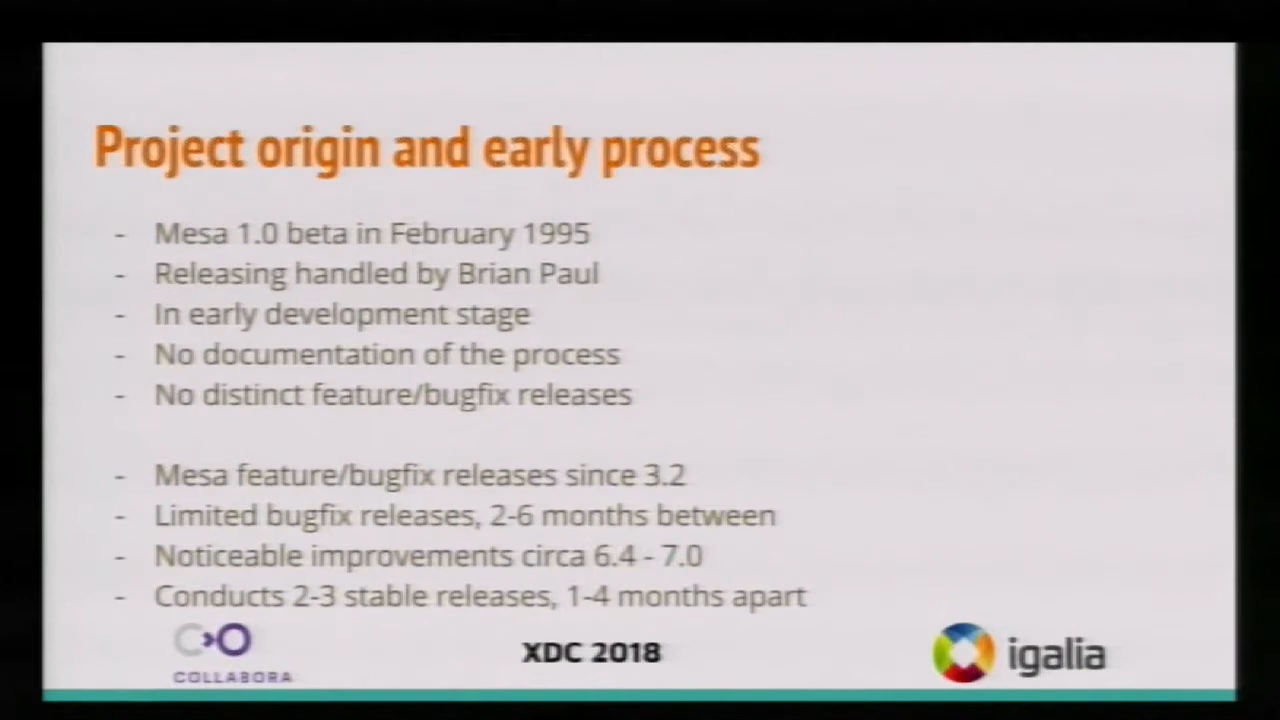 Project origin and early process
- Mesa 1.0 beta in February 1995
- Releasing handled by Brian Paul
- In early development stage
- No documentation of the process
- No distinct feature/bugfix releases
- Mesa feature/bugfix releases since 3.2
- Limited bugfix releases, 2-6 months between
- Noticeable improvements circa 6.4 - 7.0
- Conducts 2-3 stable releases, 1-4 months apart
COLLABORA
XDC 2018
igalia